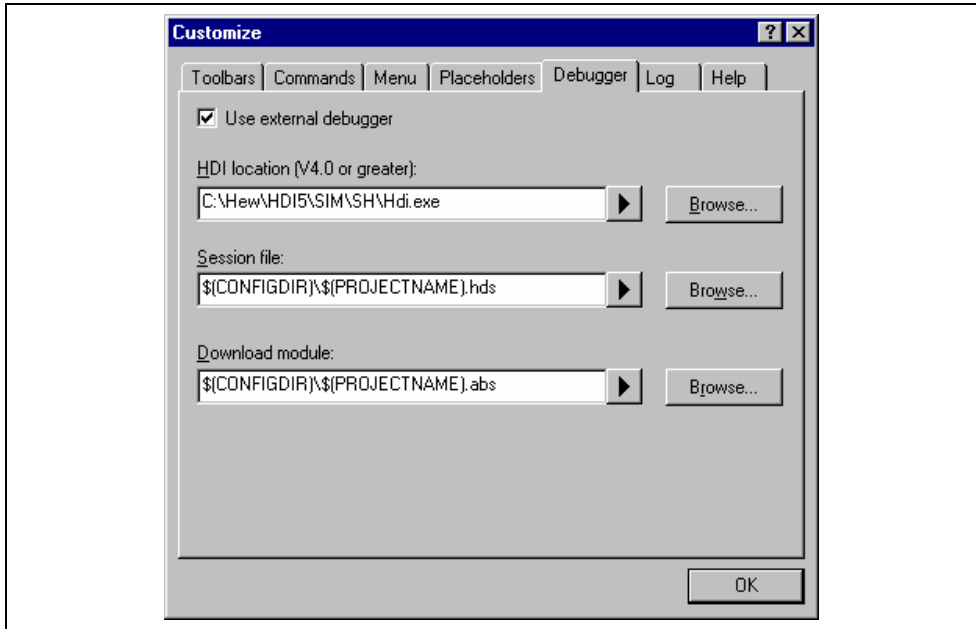 Customize
Toolbars Commands Menu Placeholders Debugger Log Help
Use external debugger
HDI location (V4.0 or greater):
C:\Hew\HDI5\SIM\SH\Hdi.exe Browse...
Session file:
$(CONFIGDIR)\$(PROJECTNAME).hds Browse...
Download module:
$(CONFIGDIR)\$(PROJECTNAME).abs Browse...
OK